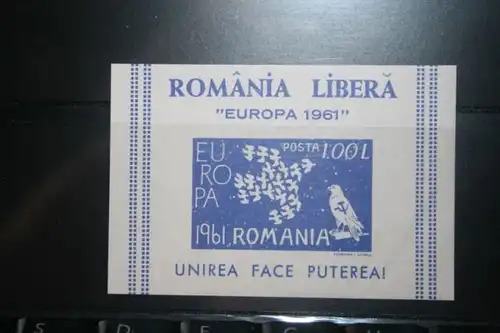 ROMÂNIA LIBERĂ
"EUROPA 1961"
POSTA 1.00 L
EU
RO
PA
1961 ROMANIA
UNIREA FACE PUTEREA!